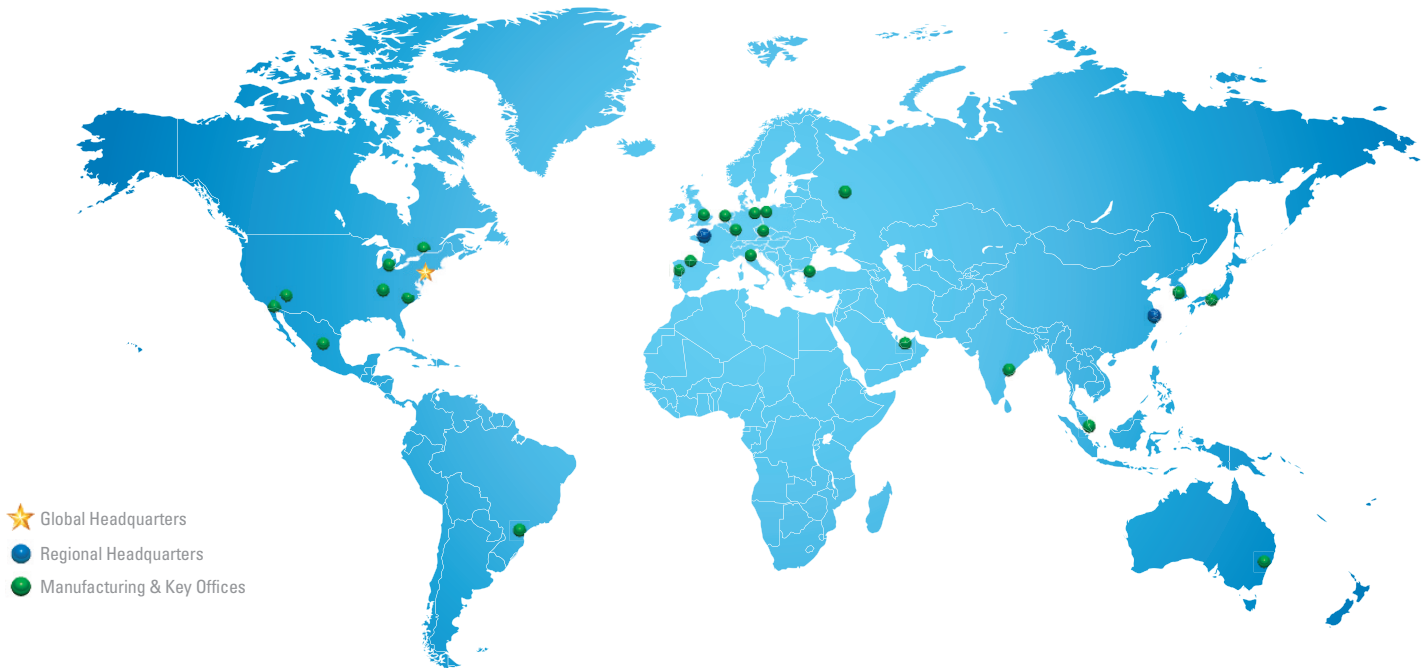 Global Headquarters
Regional Headquarters
Manufacturing & Key Offices